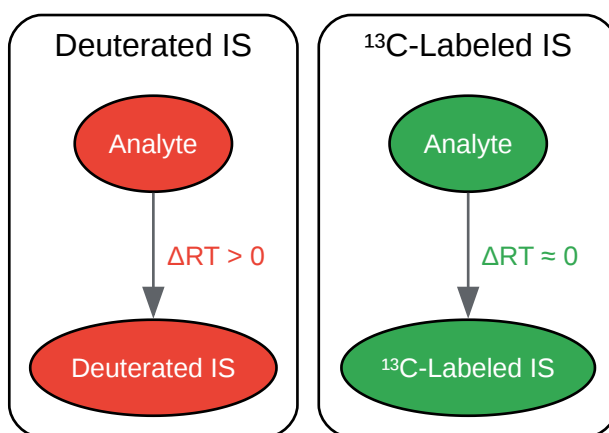 Deuterated IS
Analyte
ΔRT > 0
Deuterated IS
¹³C-Labeled IS
Analyte
ΔRT ≈ 0
¹³C-Labeled IS